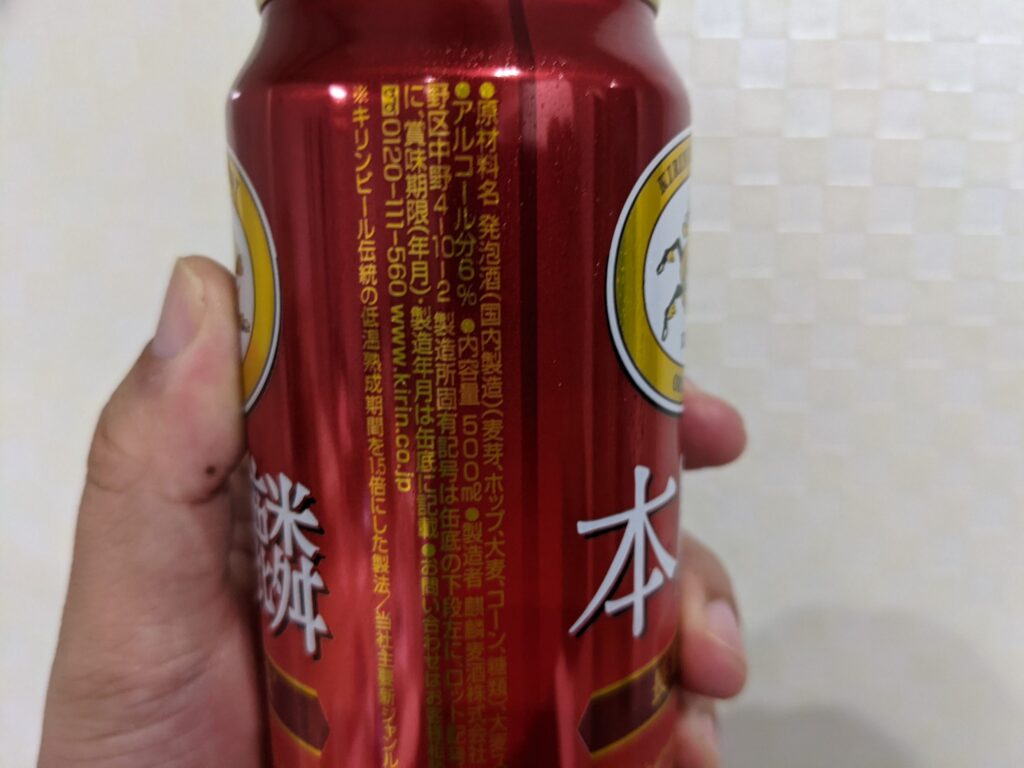 ●原材料名 発泡酒(国内製造)(麦芽、ホップ、大麦、コーン、糖類)、大麦
●アルコール分6% ●内容量 500㎖ ●製造者 麒麟麦酒株式会社
野区中野4-10-2 製造所固有記号は缶底の下段左に、ロット
に、賞味期限(年月)・製造年月は缶底に記載 ●お問い合わせはお客様
0120-111-560 www.kirin.co.jp
※キリンビール伝統の低温熟成期間を1.5倍にした製法/当社主要新ジャンル
麟
本